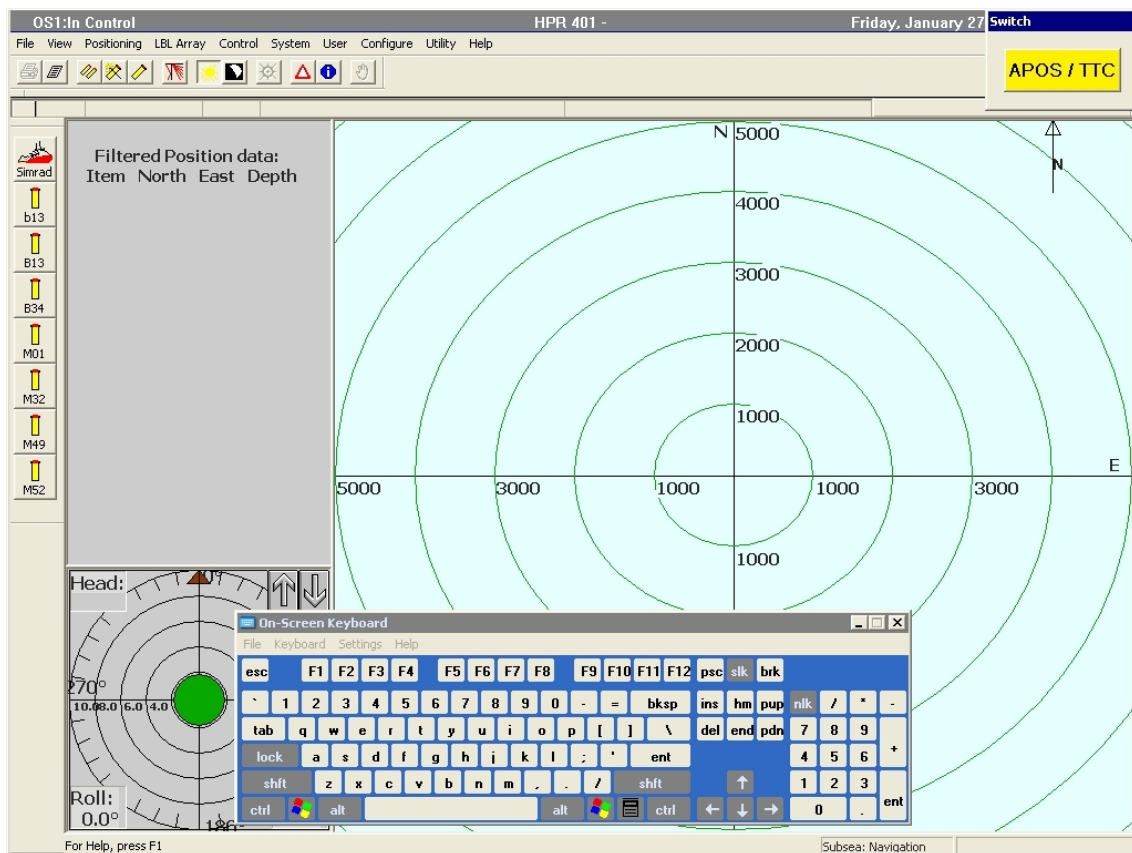 OS1:In Control HPR 401 - Friday, January 27
Switch
File View Positioning LBL Array Control System User Configure Utility Help
APOS / TTC
Filtered Position data:
Item North East Depth
Simrad
b13
B13
B34
M01
M32
M49
M52
N 5000
N
4000
3000
2000
1000
E
5000 3000 1000 1000 3000
1000
Head: 0°
270°
10.0 8.0 6.0 4.0
Roll:
0.0°
180°
On-Screen Keyboard
File Keyboard Settings Help
esc F1 F2 F3 F4 F5 F6 F7 F8 F9 F10 F11 F12 psc slk brk
` 1 2 3 4 5 6 7 8 9 0 - = bksp ins hm pup nlk / * -
tab q w e r t y u i o p [ ] \ del end pdn 7 8 9 +
lock a s d f g h j k l ; ' ent 4 5 6
shft z x c v b n m , . / shft ↑ 1 2 3 ent
ctrl alt alt ctrl ← ↓ → 0 .
For Help, press F1
Subsea: Navigation